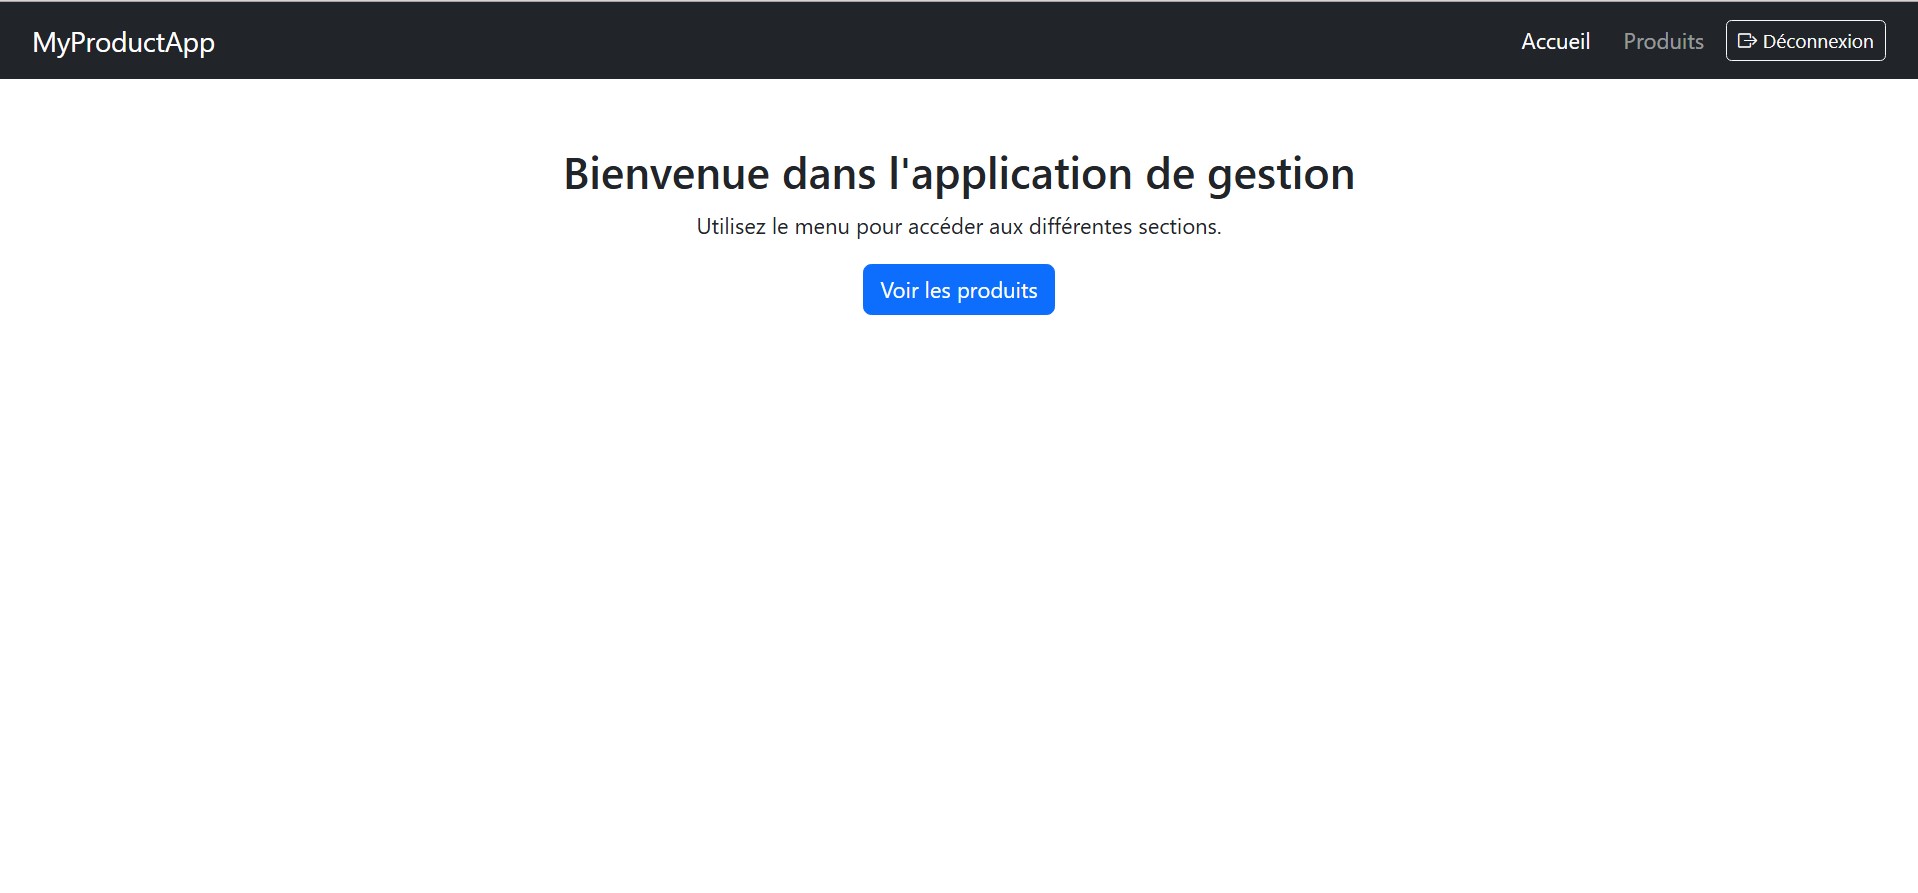 MyProductApp
Accueil
Produits
Déconnexion
Bienvenue dans l'application de gestion
Utilisez le menu pour accéder aux différentes sections.
Voir les produits